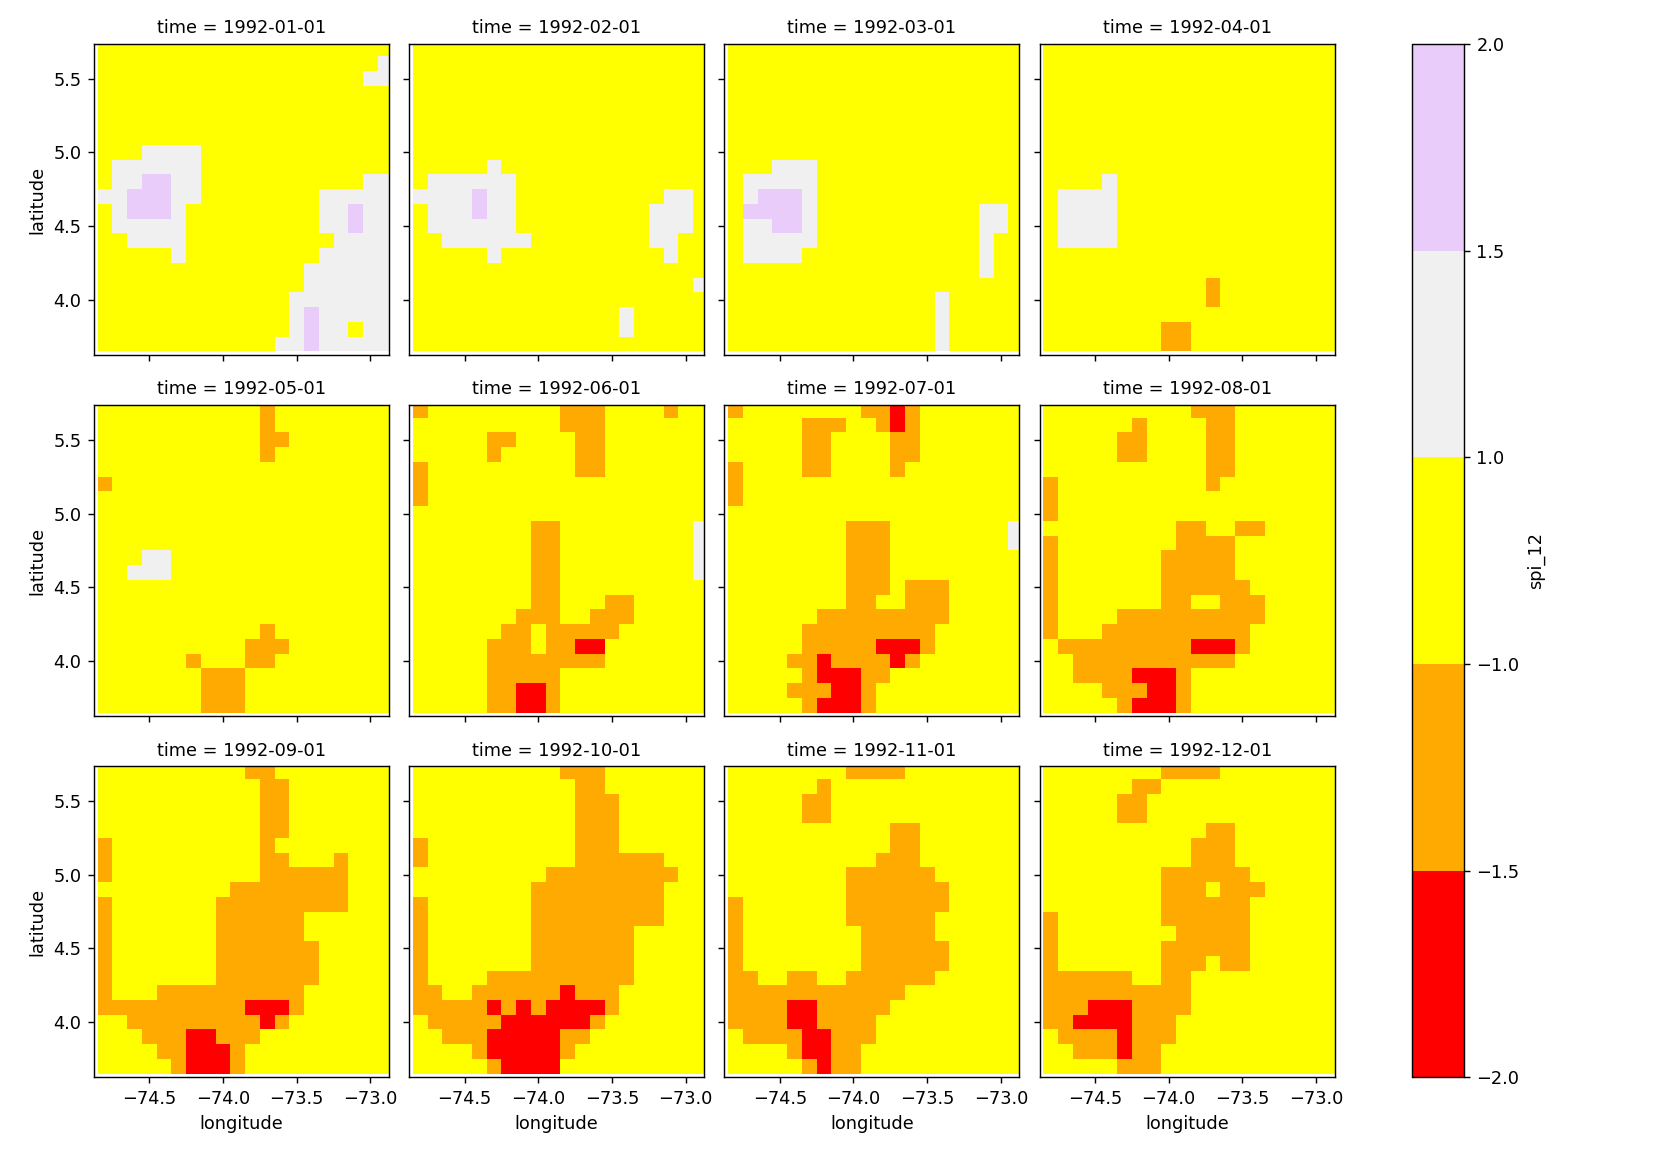 time = 1992-01-01
time = 1992-02-01
time = 1992-03-01
time = 1992-04-01
latitude
5.5
5.0
4.5
4.0
time = 1992-05-01
time = 1992-06-01
time = 1992-07-01
time = 1992-08-01
latitude
5.5
5.0
4.5
4.0
time = 1992-09-01
time = 1992-10-01
time = 1992-11-01
time = 1992-12-01
latitude
5.5
5.0
4.5
4.0
−74.5 −74.0 −73.5 −73.0
longitude
−74.5 −74.0 −73.5 −73.0
longitude
−74.5 −74.0 −73.5 −73.0
longitude
−74.5 −74.0 −73.5 −73.0
longitude
2.0
1.5
1.0
−1.0
−1.5
−2.0
spi_12